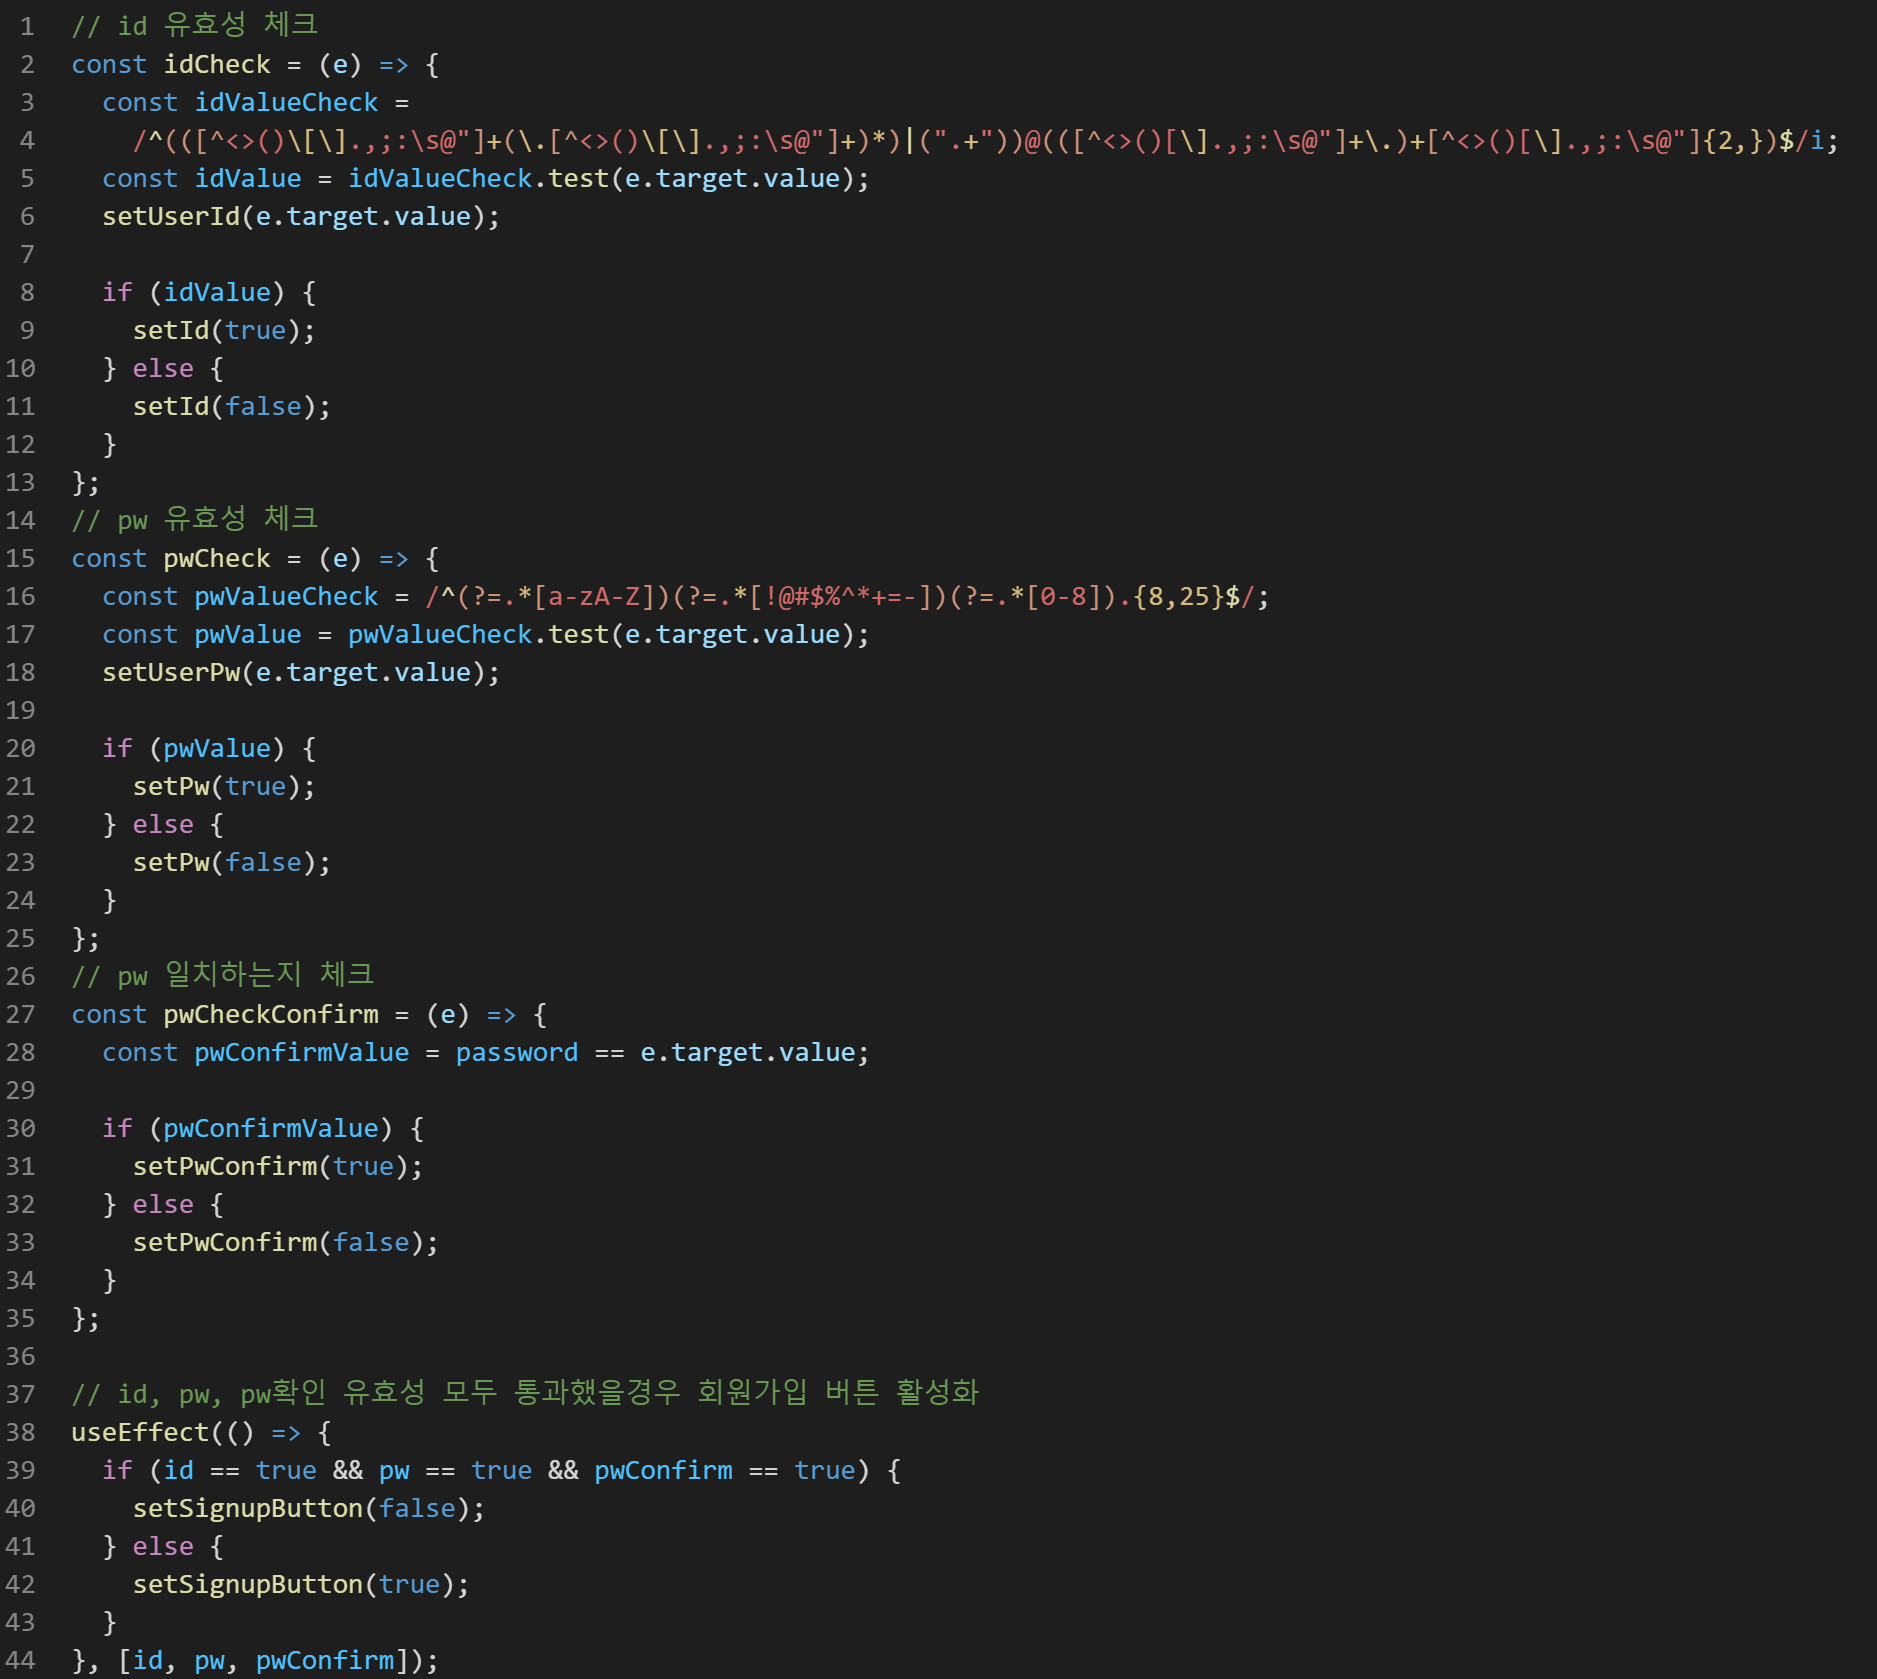 1 // id 유효성 체크
2 const idCheck = (e) => {
3 const idValueCheck =
4 /^(([^<>()\[\].,;:\s@"]+(\.[^<>()\[\].,;:\s@"]+)*)|(".+"))@(([^<>()[\].,;:\s@"]+\.)+[^<>()[\].,;:\s@"]{2,})$/i;
5 const idValue = idValueCheck.test(e.target.value);
6 setUserId(e.target.value);
7
8 if (idValue) {
9 setId(true);
10 } else {
11 setId(false);
12 }
13 };
14 // pw 유효성 체크
15 const pwCheck = (e) => {
16 const pwValueCheck = /^(?=.*[a-zA-Z])(?=.*[!@#$%^*+=-])(?=.*[0-8]).{8,25}$/;
17 const pwValue = pwValueCheck.test(e.target.value);
18 setUserPw(e.target.value);
19
20 if (pwValue) {
21 setPw(true);
22 } else {
23 setPw(false);
24 }
25 };
26 // pw 일치하는지 체크
27 const pwCheckConfirm = (e) => {
28 const pwConfirmValue = password == e.target.value;
29
30 if (pwConfirmValue) {
31 setPwConfirm(true);
32 } else {
33 setPwConfirm(false);
34 }
35 };
36
37 // id, pw, pw확인 유효성 모두 통과했을경우 회원가입 버튼 활성화
38 useEffect(() => {
39 if (id == true && pw == true && pwConfirm == true) {
40 setSignupButton(false);
41 } else {
42 setSignupButton(true);
43 }
44 }, [id, pw, pwConfirm]);